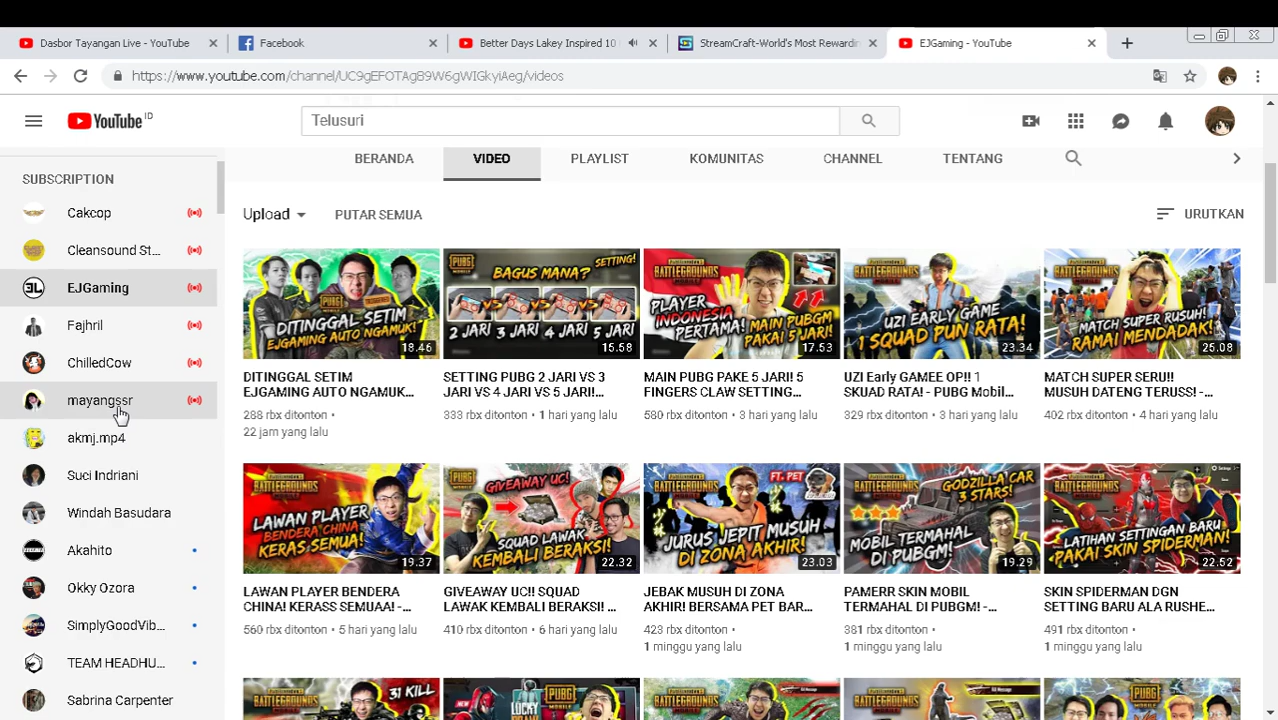 Dasbor Tayangan Live - YouTube
Facebook
Better Days Lakey Inspired 10
StreamCraft-World's Most Rewardin
EJGaming - YouTube
https://www.youtube.com/channel/UC9gEFOTAgB9W6gWIGkyiAeg/videos
YouTube ID
Telusuri
BERANDA
VIDEO
PLAYLIST
KOMUNITAS
CHANNEL
TENTANG
SUBSCRIPTION
Cakcop
Cleansound St...
EJGaming
Fajhril
ChilledCow
mayangssr
akmj.mp4
Suci Indriani
Windah Basudara
Akahito
Okky Ozora
SimplyGoodVib...
TEAM HEADHU...
Sabrina Carpenter
Upload
PUTAR SEMUA
URUTKAN
DITINGGAL SETIM
EJGAMING AUTO NGAMUK!
18.46
DITINGGAL SETIM
EJGAMING AUTO NGAMUK...
288 rbx ditonton •
22 jam yang lalu
BAGUS MANA?
SETTING!
VS VS VS
2 JARI 3 JARI 4 JARI 5 JARI
15.58
SETTING PUBG 2 JARI VS 3
JARI VS 4 JARI VS 5 JARI!...
333 rbx ditonton • 1 hari yang lalu
BATTLEGROUNDS
PLAYER
INDONESIA
PERTAMA!
MAIN PUBGM
PAKAI 5 JARI!
17.53
MAIN PUBG PAKE 5 JARI!! 5
FINGERS CLAW SETTING...
580 rbx ditonton • 3 hari yang lalu
BATTLEGROUNDS
UZI EARLY GAME
1 SQUAD PUN RATA!
23.34
UZI Early GAMEE OP!! 1
SKUAD RATA! - PUBG Mobil...
329 rbx ditonton • 3 hari yang lalu
BATTLEGROUNDS
MATCH SUPER RUSUH!
RAMAI MENDADAK!
25.08
MATCH SUPER SERU!!
MUSUH DATENG TERUSS! -...
402 rbx ditonton • 4 hari yang lalu
BATTLEGROUNDS
LAWAN PLAYER
BENDERA CHINA
KERAS SEMUA!
19.37
LAWAN PLAYER BENDERA
CHINA! KERASS SEMUAA! -...
560 rbx ditonton • 5 hari yang lalu
GIVEAWAY UC!
SQUAD LAWAK
KEMBALI BERAKSI!
22.32
GIVEAWAY UC!! SQUAD
LAWAK KEMBALI BERAKSI! ...
410 rbx ditonton • 6 hari yang lalu
BATTLEGROUNDS
FT. PET
JURUS JEPIT MUSUH
DI ZONA AKHIR!
23.03
JEBAK MUSUH DI ZONA
AKHIR! BERSAMA PET BAR...
423 rbx ditonton •
1 minggu yang lalu
BATTLEGROUNDS
GODZILLA CAR
3 STARS!
MOBIL TERMAHAL
DI PUBGM!
19.29
PAMERR SKIN MOBIL
TERMAHAL DI PUBGM! -...
381 rbx ditonton •
1 minggu yang lalu
BATTLEGROUNDS
LATIHAN SETTINGAN BARU
PAKAI SKIN SPIDERMAN!
22.52
SKIN SPIDERMAN DGN
SETTING BARU ALA RUSHE...
491 rbx ditonton •
1 minggu yang lalu
31 KILL
PUBG
BATTLEGROUNDS
BATTLEGROUNDS